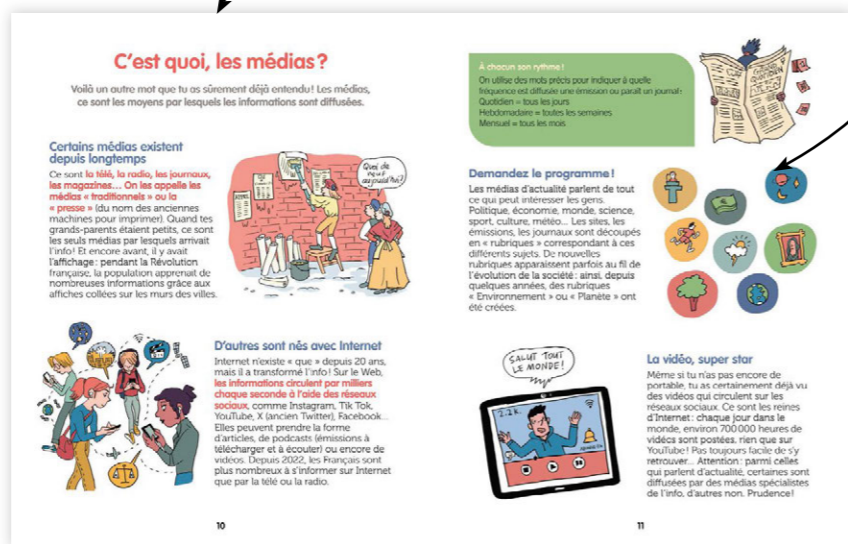 C'est quoi, les médias ?
Voilà un autre mot que tu as sûrement déjà entendu ! Les médias,
ce sont les moyens par lesquels les informations sont diffusées.
Certains médias existent
depuis longtemps
Ce sont la télé, la radio, les journaux,
les magazines... On les appelle les
médias « traditionnels » ou la
« presse » (du nom des anciennes
machines pour imprimer). Quand tes
grands-parents étaient petits, ce sont
les seuls médias par lesquels arrivait
l'info ! Et encore avant, il y avait
l'affichage : pendant la Révolution
française, la population apprenait de
nombreuses informations grâce aux
affiches collées sur les murs des villes.
Quoi de
neuf
aujourd'hui?
D'autres sont nés avec Internet
Internet n'existe « que » depuis 20 ans,
mais il a transformé l'info ! Sur le Web,
les informations circulent par milliers
chaque seconde à l'aide des réseaux
sociaux, comme Instagram, Tik Tok,
YouTube, X (ancien Twitter), Facebook...
Elles peuvent prendre la forme
d'articles, de podcasts (émissions à
télécharger et à écouter) ou encore de
vidéos. Depuis 2022, les Français sont
plus nombreux à s'informer sur Internet
que par la télé ou la radio.
10
À chacun son rythme !
On utilise des mots précis pour indiquer à quelle
fréquence est diffusée une émission ou paraît un journal :
Quotidien = tous les jours
Hebdomadaire = toutes les semaines
Mensuel = tous les mois
QUOTIDIEN
Demandez le programme !
Les médias d'actualité parlent de tout
ce qui peut intéresser les gens.
Politique, économie, monde, science,
sport, culture, météo... Les sites, les
émissions, les journaux sont découpés
en « rubriques » correspondant à ces
différents sujets. De nouvelles
rubriques apparaissent parfois au fil de
l'évolution de la société : ainsi, depuis
quelques années, des rubriques
« Environnement » ou « Planète » ont
été créées.
SALUT TOUT
LE MONDE !
2.2k.
La vidéo, super star
Même si tu n'as pas encore de
portable, tu as certainement déjà vu
des vidéos qui circulent sur les
réseaux sociaux. Ce sont les reines
d'Internet : chaque jour dans le
monde, environ 700 000 heures de
vidéos sont postées, rien que sur
YouTube ! Pas toujours facile de s'y
retrouver... Attention : parmi celles
qui parlent d'actualité, certaines sont
diffusées par des médias spécialistes
de l'info, d'autres non. Prudence !
11